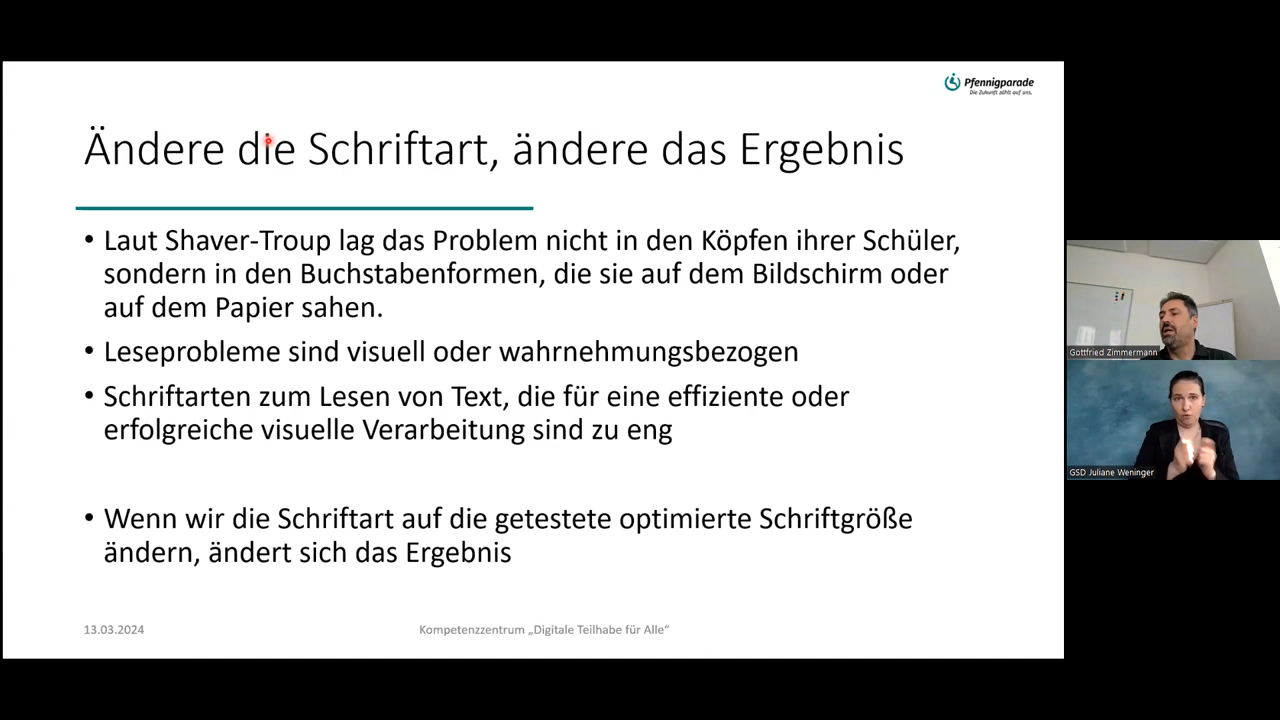 Pfennigparade
Die Zukunft zählt auf uns.
Ändere die Schriftart, ändere das Ergebnis
• Laut Shaver-Troup lag das Problem nicht in den Köpfen ihrer Schüler,
sondern in den Buchstabenformen, die sie auf dem Bildschirm oder
auf dem Papier sahen.
• Leseprobleme sind visuell oder wahrnehmungsbezogen
• Schriftarten zum Lesen von Text, die für eine effiziente oder
erfolgreiche visuelle Verarbeitung sind zu eng
• Wenn wir die Schriftart auf die getestete optimierte Schriftgröße
ändern, ändert sich das Ergebnis
13.03.2024
Kompetenzzentrum „Digitale Teilhabe für Alle“
Gottfried Zimmermann
GSD Juliane Weninger